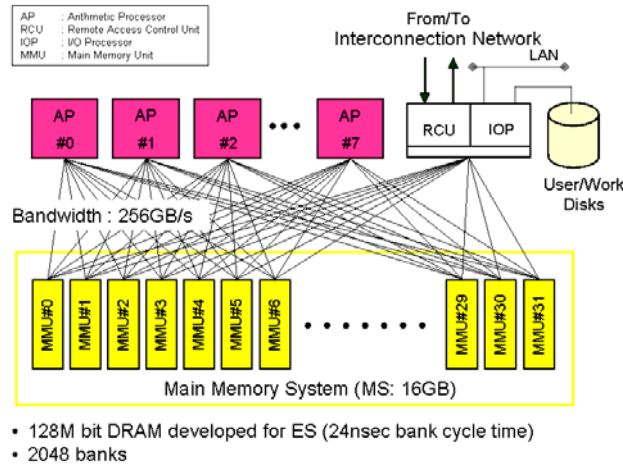 AP : Arithmetic Processor
RCU : Remote Access Control Unit
IOP : I/O Processor
MMU : Main Memory Unit
From/To
Interconnection Network
LAN
AP
#0
AP
#1
AP
#2
•••
AP
#7
RCU
IOP
User/Work
Disks
Bandwidth : 256GB/s
MMU#0
MMU#1
MMU#2
MMU#3
MMU#4
MMU#5
MMU#6
• • • • • • •
MMU#29
MMU#30
MMU#31
Main Memory System (MS: 16GB)
• 128M bit DRAM developed for ES (24nsec bank cycle time)
• 2048 banks